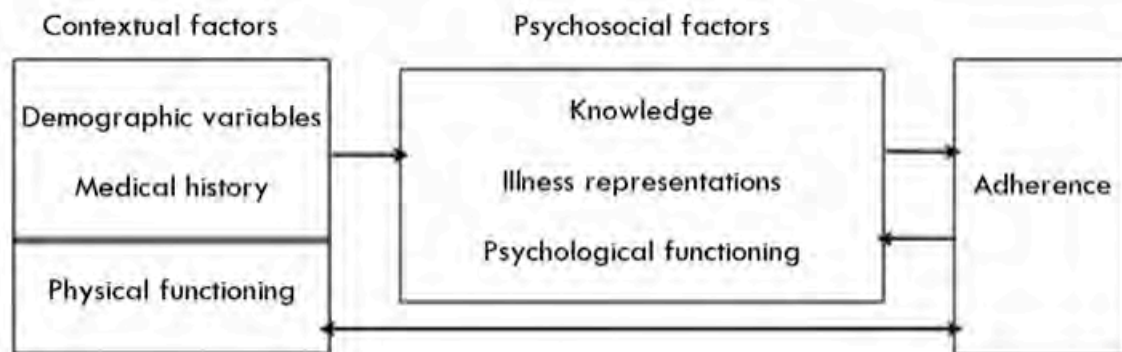 Contextual factors
Psychosocial factors
Demographic variables
Medical history
Physical functioning
Knowledge
Illness representations
Psychological functioning
Adherence